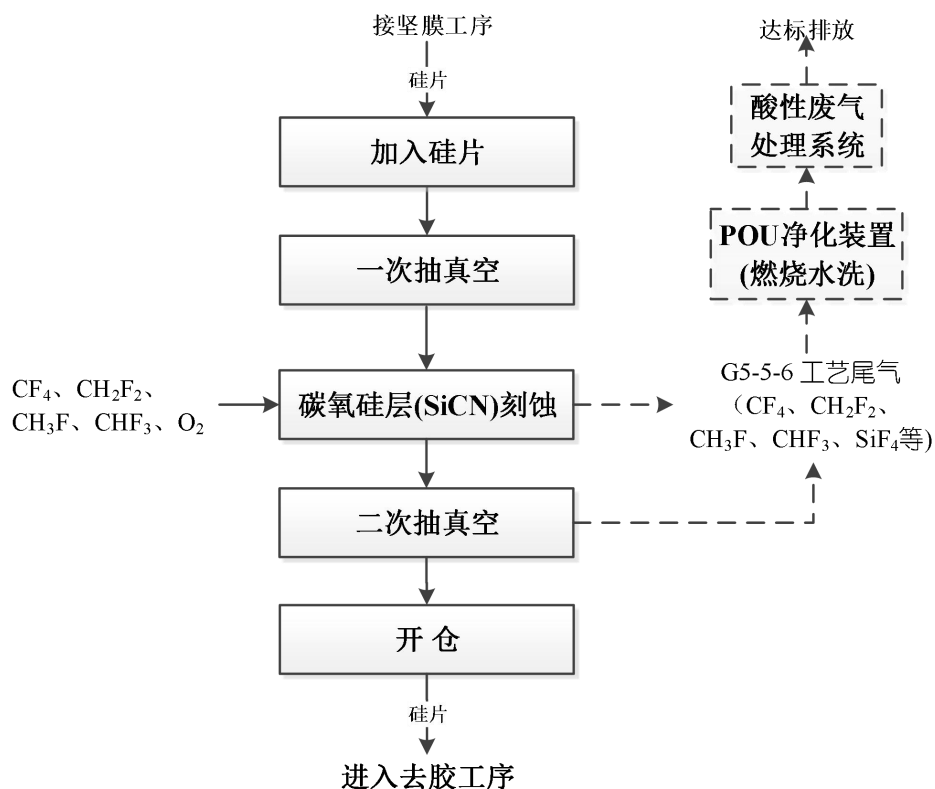 接坚膜工序
硅片
加入硅片
一次抽真空
CF₄、CH₂F₂、
CH₃F、CHF₃、O₂
碳氧硅层(SiCN)刻蚀
二次抽真空
开 仓
硅片
进入去胶工序
达标排放
酸性废气
处理系统
POU净化装置
(燃烧水洗)
G5-5-6 工艺尾气
（CF₄、CH₂F₂、
CH₃F、CHF₃、SiF₄等)